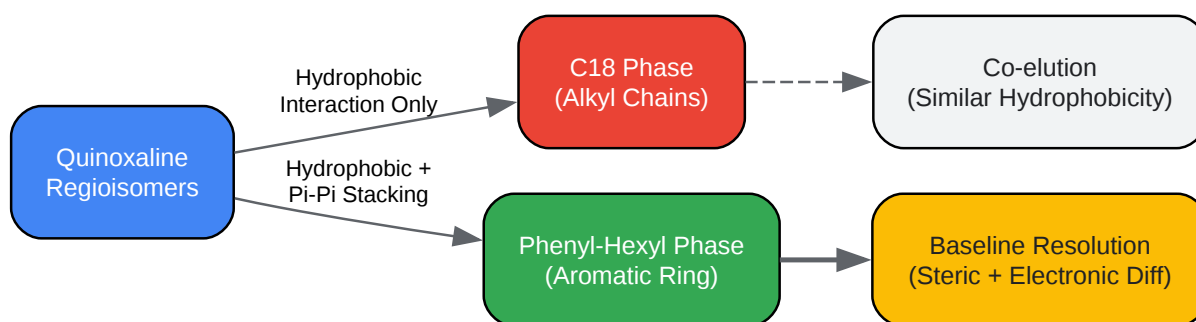 Quinoxaline
Regioisomers
Hydrophobic
Interaction Only
Hydrophobic +
Pi-Pi Stacking
C18 Phase
(Alkyl Chains)
Co-elution
(Similar Hydrophobicity)
Phenyl-Hexyl Phase
(Aromatic Ring)
Baseline Resolution
(Steric + Electronic Diff)